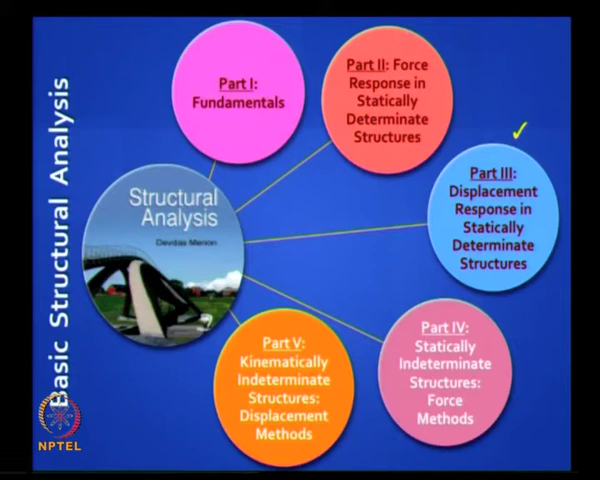 Basic Structural Analysis
Part I:
Fundamentals
Part II: Force
Response in
Statically
Determinate
Structures
Part III:
Displacement
Response in
Statically
Determinate
Structures
Structural
Analysis
Devdas Menon
Part IV:
Statically
Indeterminate
Structures:
Force
Methods
Part V:
Kinematically
Indeterminate
Structures:
Displacement
Methods
NPTEL